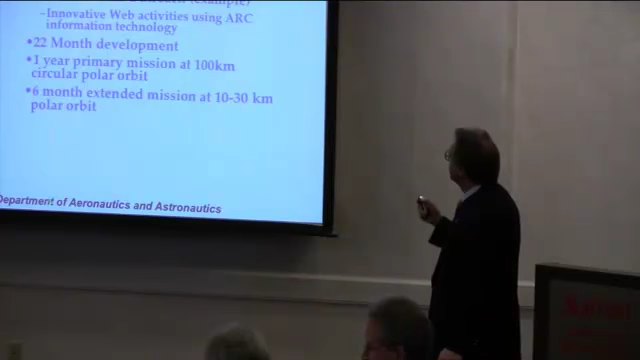 –Innovative Web activities using ARC
information technology
•22 Month development
•1 year primary mission at 100km
circular polar orbit
•6 month extended mission at 10-30 km
polar orbit
Department of Aeronautics and Astronautics